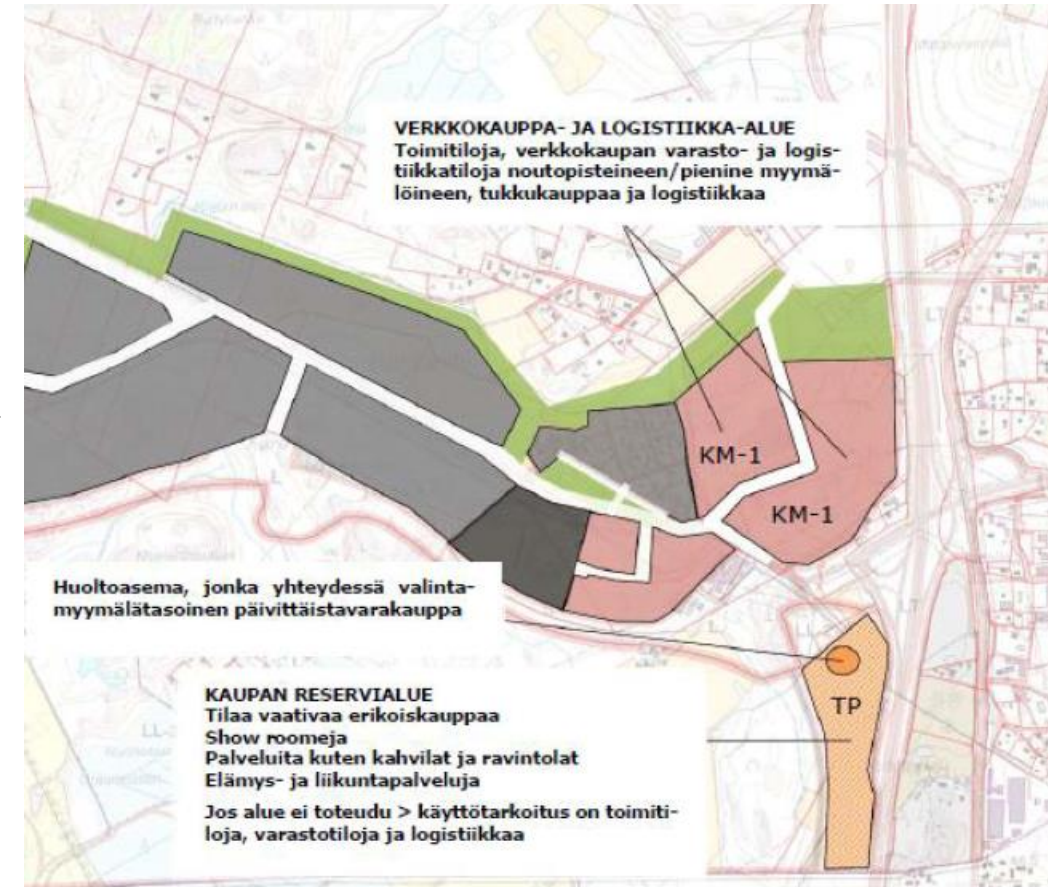 VERKKOKAUPPA- JA LOGISTIIKKA-ALUE
Toimitiloja, verkkokaupan varasto- ja logis-
tiikkatiloja noutopisteineen/pienine myymä-
löineen, tukkukauppaa ja logistiikkaa
KM-1
KM-1
Huoltoasema, jonka yhteydessä valinta-
myymälätasoinen päivittäistavarakauppa
KAUPAN RESERVIALUE
Tilaa vaativaa erikoiskauppaa
Show roomeja
Palveluita kuten kahvilat ja ravintolat
Elämys- ja liikuntapalveluja
Jos alue ei toteudu > käyttötarkoitus on toimiti-
loja, varastotiloja ja logistiikkaa
TP
LT